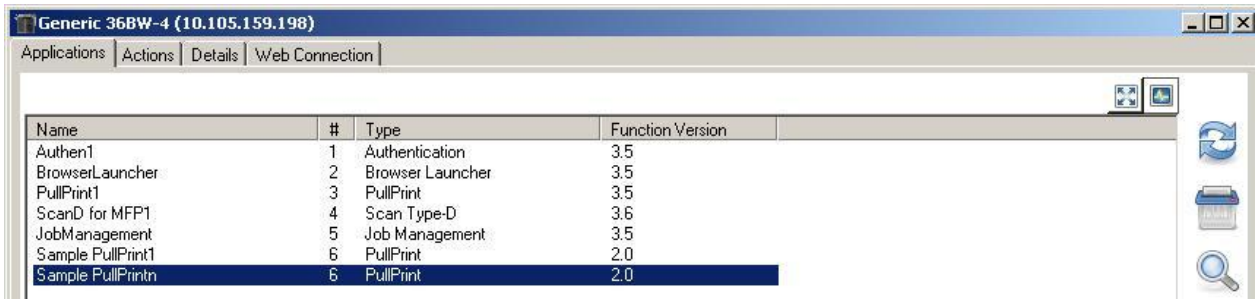 Generic 36BW-4 (10.105.159.198)
Applications Actions Details Web Connection
Name # Type Function Version
Authen1 1 Authentication 3.5
BrowserLauncher 2 Browser Launcher 3.5
PullPrint1 3 PullPrint 3.5
ScanD for MFP1 4 Scan Type-D 3.6
JobManagement 5 Job Management 3.5
Sample PullPrint1 6 PullPrint 2.0
Sample PullPrintn 6 PullPrint 2.0